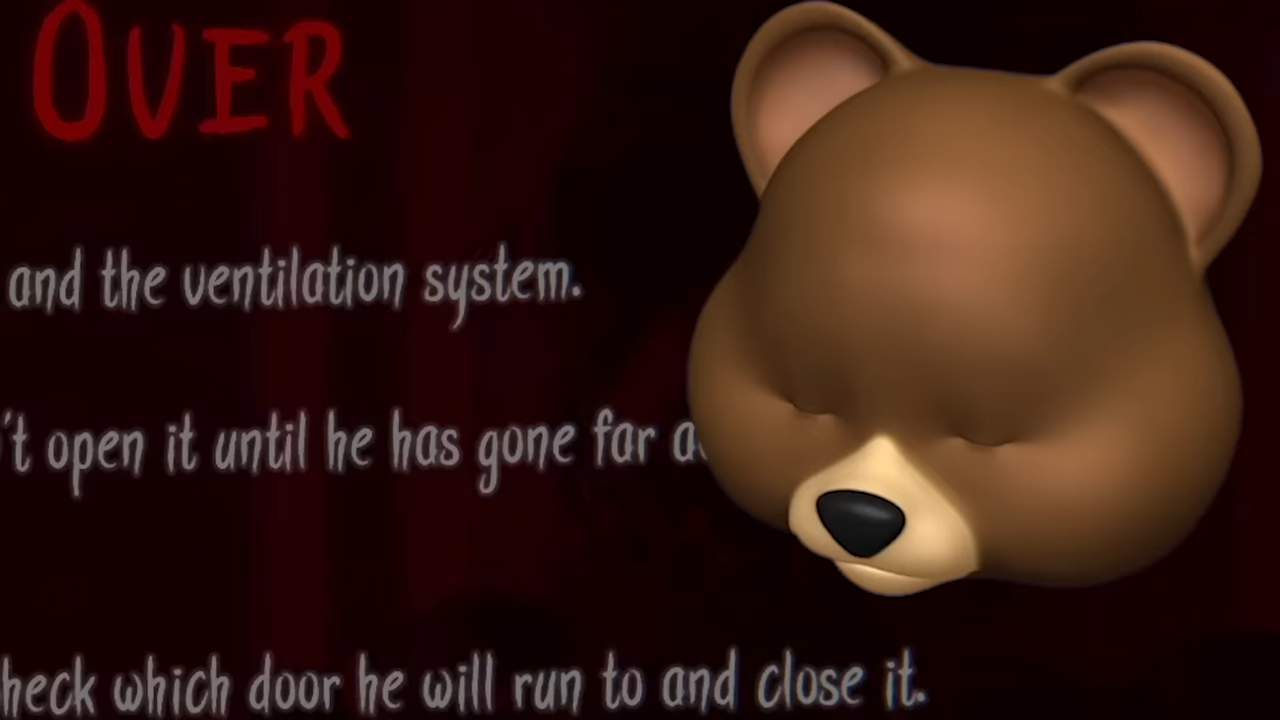 OVER
and the ventilation system.
't open it until he has gone far
heck which door he will run to and close it.